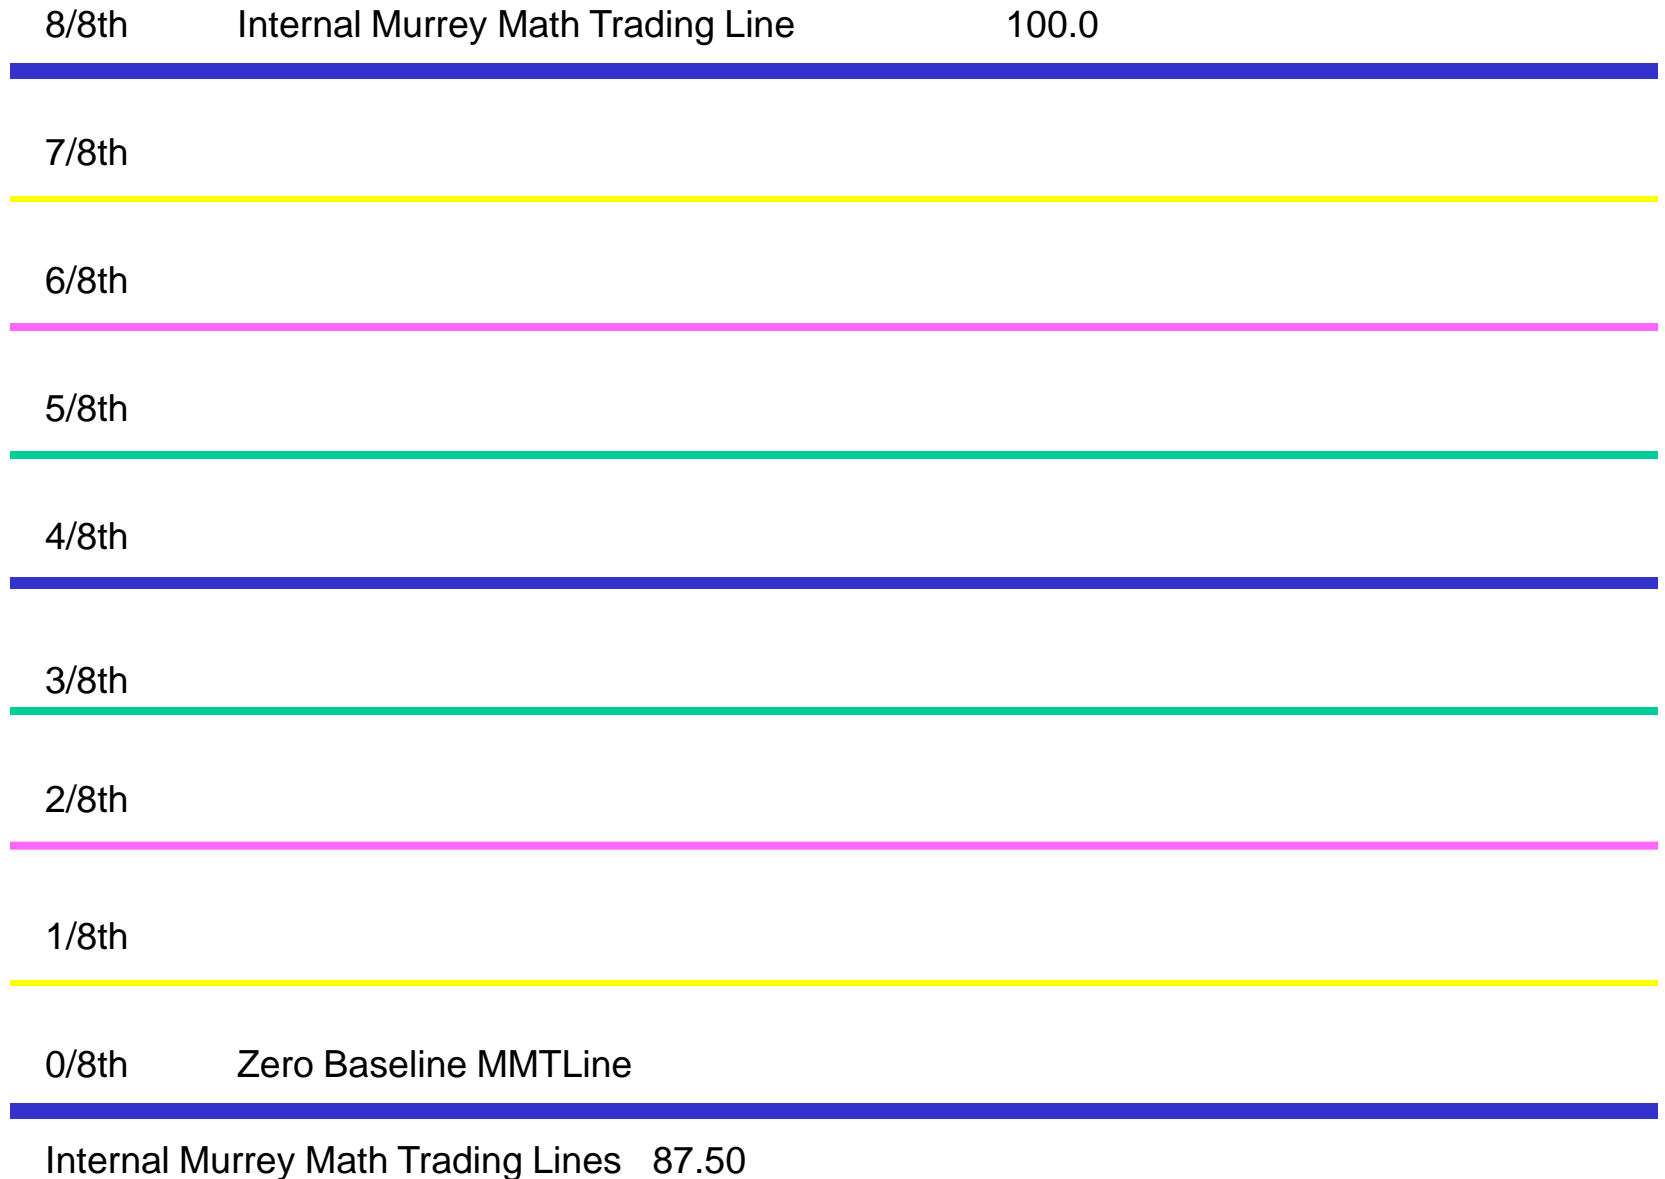 8/8th Internal Murrey Math Trading Line 100.0
7/8th
6/8th
5/8th
4/8th
3/8th
2/8th
1/8th
0/8th Zero Baseline MMTLine
Internal Murrey Math Trading Lines 87.50